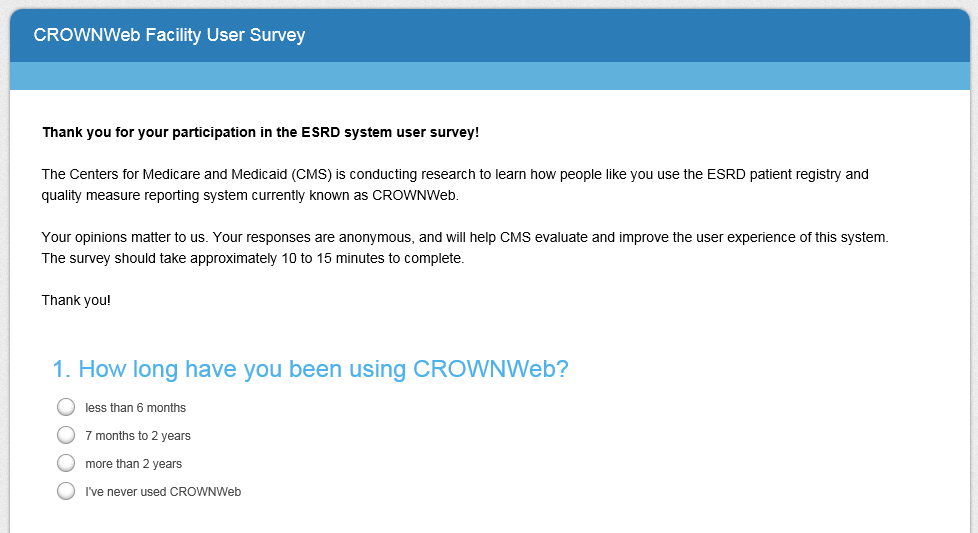 CROWNWeb Facility User Survey
Thank you for your participation in the ESRD system user survey!
The Centers for Medicare and Medicaid (CMS) is conducting research to learn how people like you use the ESRD patient registry and
quality measure reporting system currently known as CROWNWeb.
Your opinions matter to us. Your responses are anonymous, and will help CMS evaluate and improve the user experience of this system.
The survey should take approximately 10 to 15 minutes to complete.
Thank you!
1. How long have you been using CROWNWeb?
less than 6 months
7 months to 2 years
more than 2 years
I've never used CROWNWeb